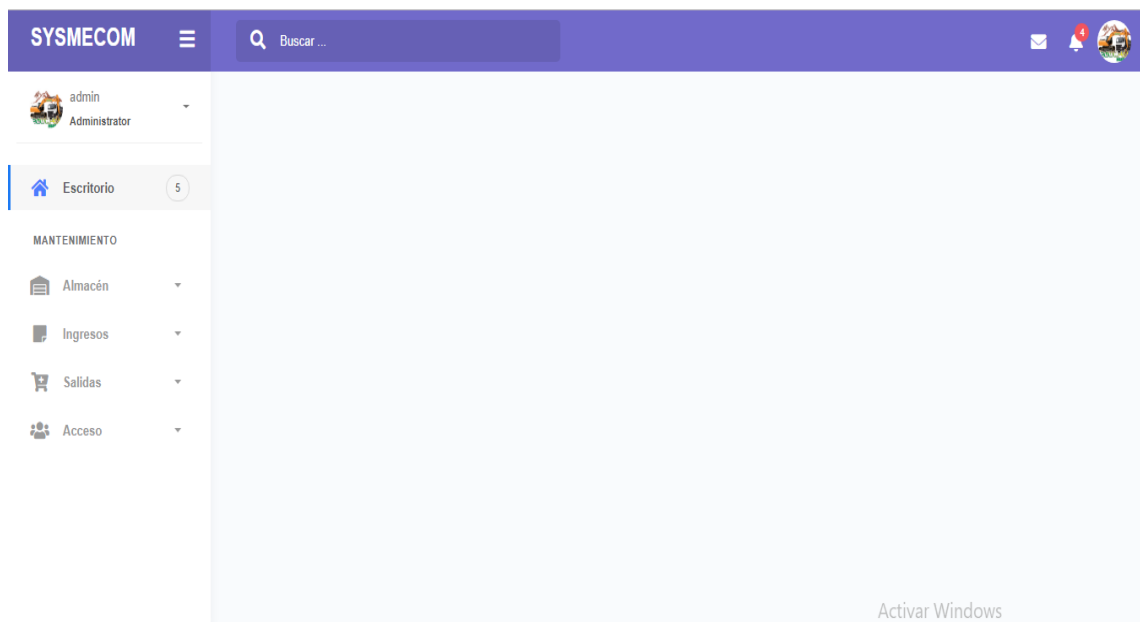 SYSMECOM
Buscar ...
4
admin
Administrator
Escritorio
5
MANTENIMIENTO
Almacén
Ingresos
Salidas
Acceso
Activar Windows